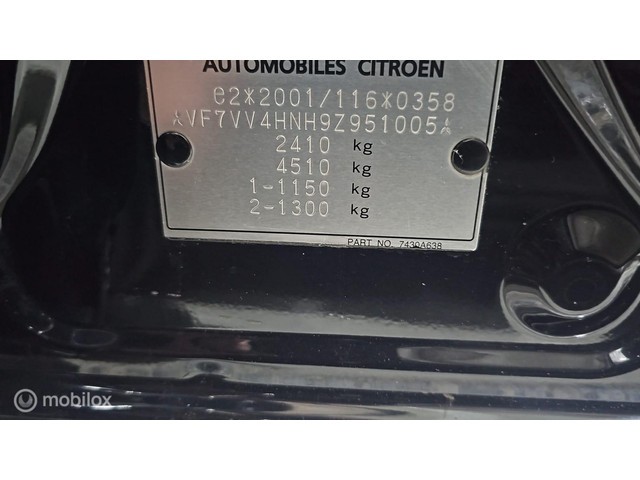 AUTOMOBILES CITROËN
e2*2001/116*0358
VF7VV4HNH9Z951005
2410 kg
4510 kg
1-1150 kg
2-1300 kg
PART NO. 7430A638
mobilox